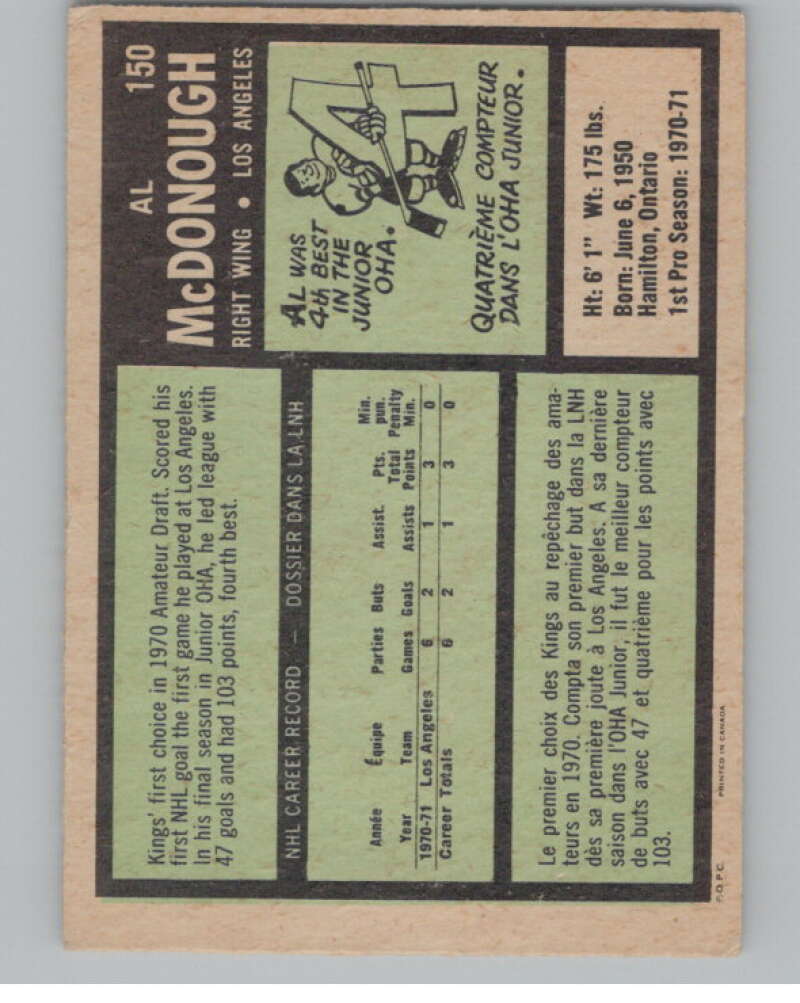 AL 150
McDONOUGH
RIGHT WING • LOS ANGELES
Kings' first choice in 1970 Amateur Draft. Scored his
first NHL goal the first game he played at Los Angeles.
In his final season in Junior OHA, he led league with
47 goals and had 103 points, fourth best.
AL WAS
4th BEST
IN THE
JUNIOR
OHA.
4
QUATRIÈME COMPTEUR
DANS L'OHA JUNIOR.
NHL CAREER RECORD — DOSSIER DANS LA LNH
Année Équipe Parties Buts Assist. Pts. Min. pun.
Year Team Games Goals Assists Total Points Penalty Min.
1970-71 Los Angeles 6 2 1 3 0
Career Totals 6 2 1 3 0
Ht: 6' 1" Wt: 175 lbs.
Born: June 6, 1950
Hamilton, Ontario
1st Pro Season: 1970-71
Le premier choix des Kings au repêchage des ama-
teurs en 1970. Compta son premier but dans la LNH
dès sa première joute à Los Angeles. A sa dernière
saison dans l'OHA Junior, il fut le meilleur compteur
de buts avec 47 et quatrième pour les points avec
103.
O.P.C. PRINTED IN CANADA